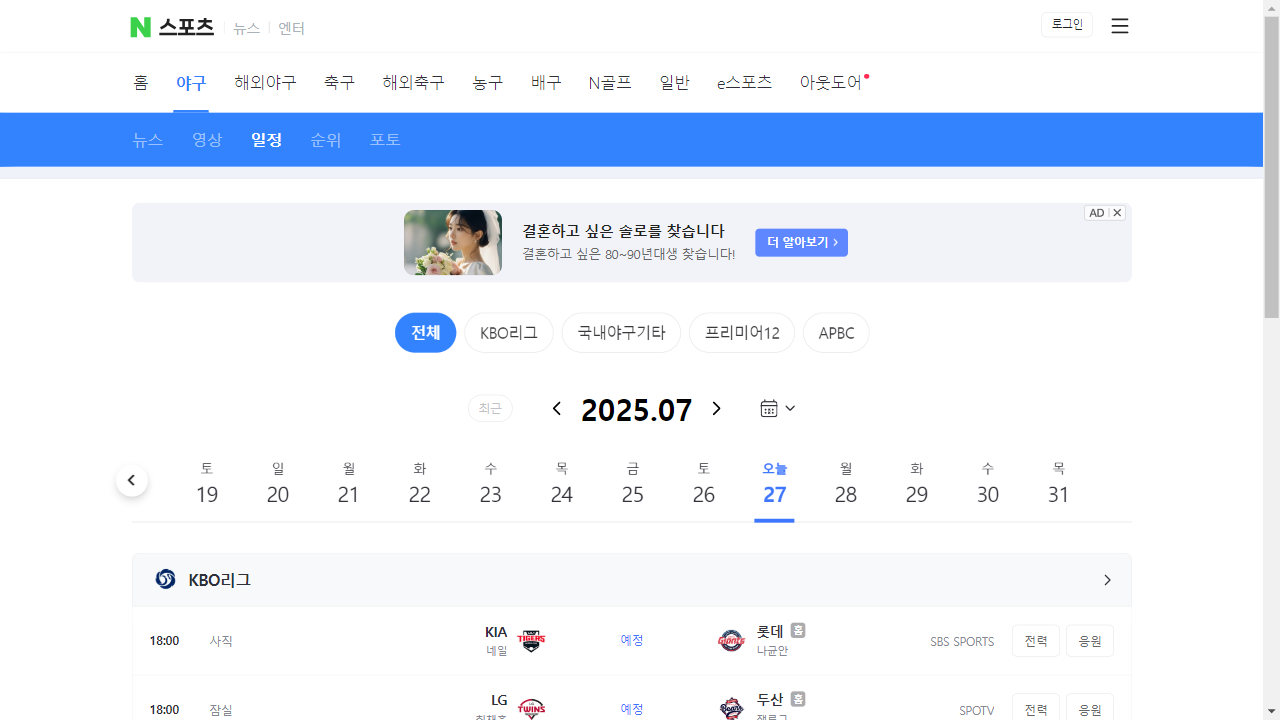 N 스포츠 뉴스 엔터 로그인
홈 야구 해외야구 축구 해외축구 농구 배구 N골프 일반 e스포츠 아웃도어
뉴스 영상 일정 순위 포토
결혼하고 싶은 솔로를 찾습니다
결혼하고 싶은 80~90년대생 찾습니다!
더 알아보기 ›
AD
전체 KBO리그 국내야구기타 프리미어12 APBC
최근 2025.07
토 일 월 화 수 목 금 토 오늘 월 화 수 목
19 20 21 22 23 24 25 26 27 28 29 30 31
KBO리그
18:00 사직 KIA TIGERS 예정 Giants 롯데 홈 SBS SPORTS 전력 응원
네일 나균안
18:00 잠실 LG TWINS 예정 Bears 두산 홈 SPOTV 전력 응원